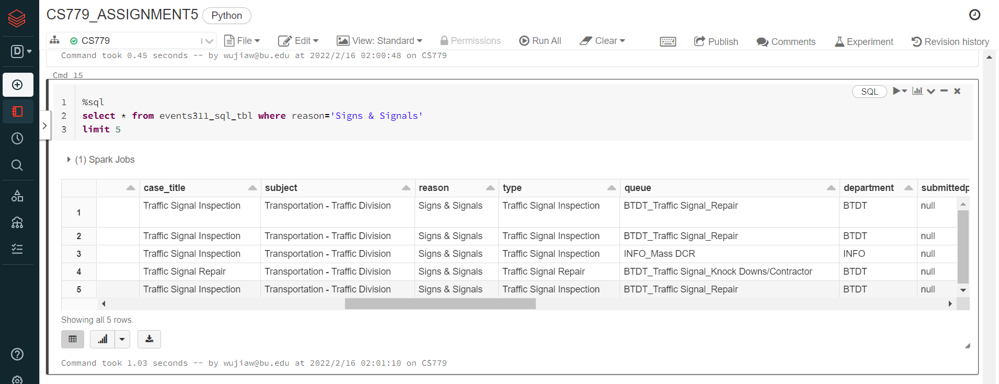 CS779_ASSIGNMENT5 Python
D CS779 File Edit View: Standard Permissions Run All Clear Publish Comments Experiment Revision history
Command took 0.45 seconds -- by wujiaw@bu.edu at 2022/2/16 02:00:48 on CS779
Cmd 15
SQL
1 %sql
2 select * from events311_sql_tbl where reason='Signs & Signals'
3 limit 5
(1) Spark Jobs
case_title subject reason type queue department submittedp
1 Traffic Signal Inspection Transportation - Traffic Division Signs & Signals Traffic Signal Inspection BTDT_Traffic Signal_Repair BTDT null
2 Traffic Signal Inspection Transportation - Traffic Division Signs & Signals Traffic Signal Inspection BTDT_Traffic Signal_Repair BTDT null
3 Traffic Signal Inspection Transportation - Traffic Division Signs & Signals Traffic Signal Inspection INFO_Mass DCR INFO null
4 Traffic Signal Repair Transportation - Traffic Division Signs & Signals Traffic Signal Repair BTDT_Traffic Signal_Knock Downs/Contractor BTDT null
5 Traffic Signal Inspection Transportation - Traffic Division Signs & Signals Traffic Signal Inspection BTDT_Traffic Signal_Repair BTDT null
Showing all 5 rows.
Command took 1.03 seconds -- by wujiaw@bu.edu at 2022/2/16 02:01:10 on CS779